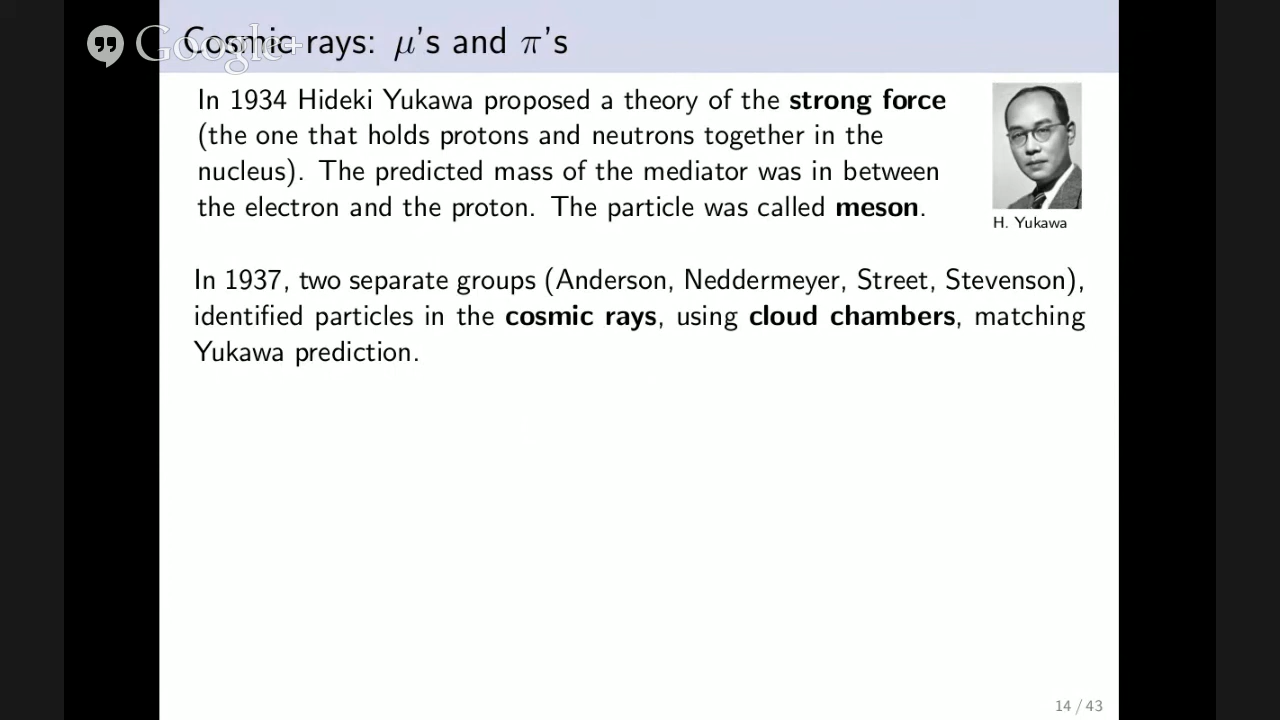 Google+
Cosmic rays: μ's and π's
In 1934 Hideki Yukawa proposed a theory of the strong force
(the one that holds protons and neutrons together in the
nucleus). The predicted mass of the mediator was in between
the electron and the proton. The particle was called meson.
H. Yukawa
In 1937, two separate groups (Anderson, Neddermeyer, Street, Stevenson),
identified particles in the cosmic rays, using cloud chambers, matching
Yukawa prediction.
14 / 43